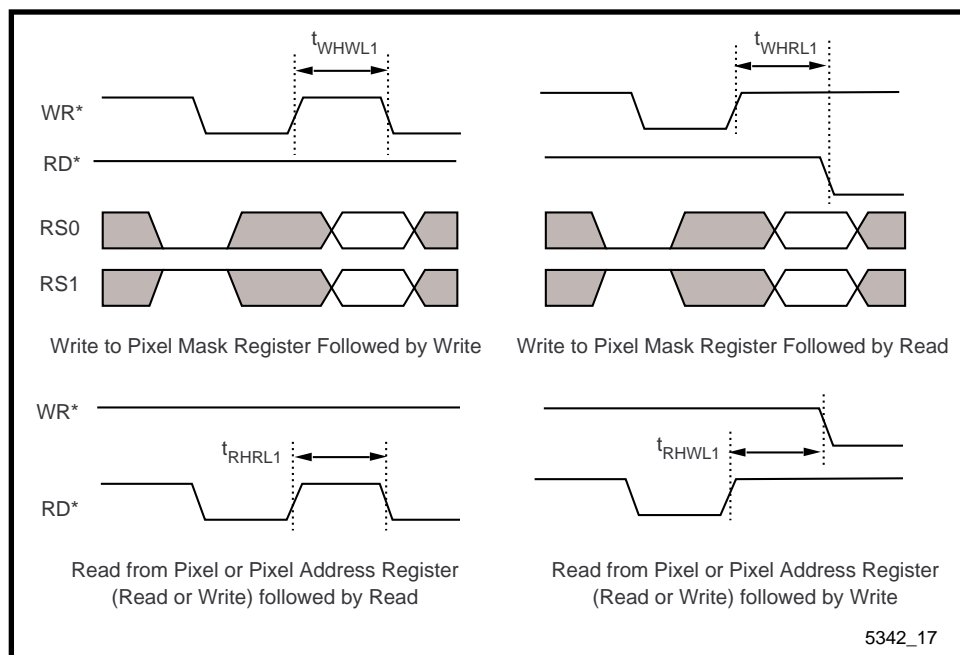 tWHWL1
tWHRL1
WR*
RD*
RS0
RS1
Write to Pixel Mask Register Followed by Write
Write to Pixel Mask Register Followed by Read
WR*
tRHRL1
tRHWL1
RD*
Read from Pixel or Pixel Address Register
(Read or Write) followed by Read
Read from Pixel or Pixel Address Register
(Read or Write) followed by Write
5342_17